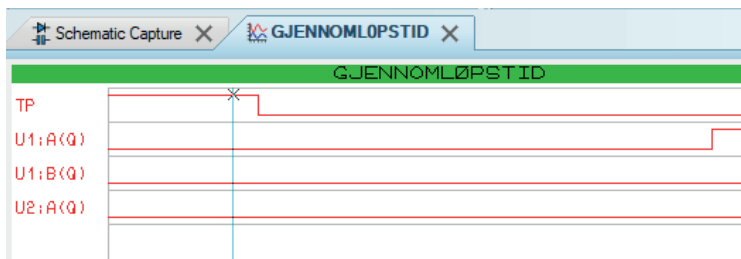 Schematic Capture GJENNOMLØPSTID
GJENNOMLØPSTID
TP
U1:A(Q)
U1:B(Q)
U2:A(Q)